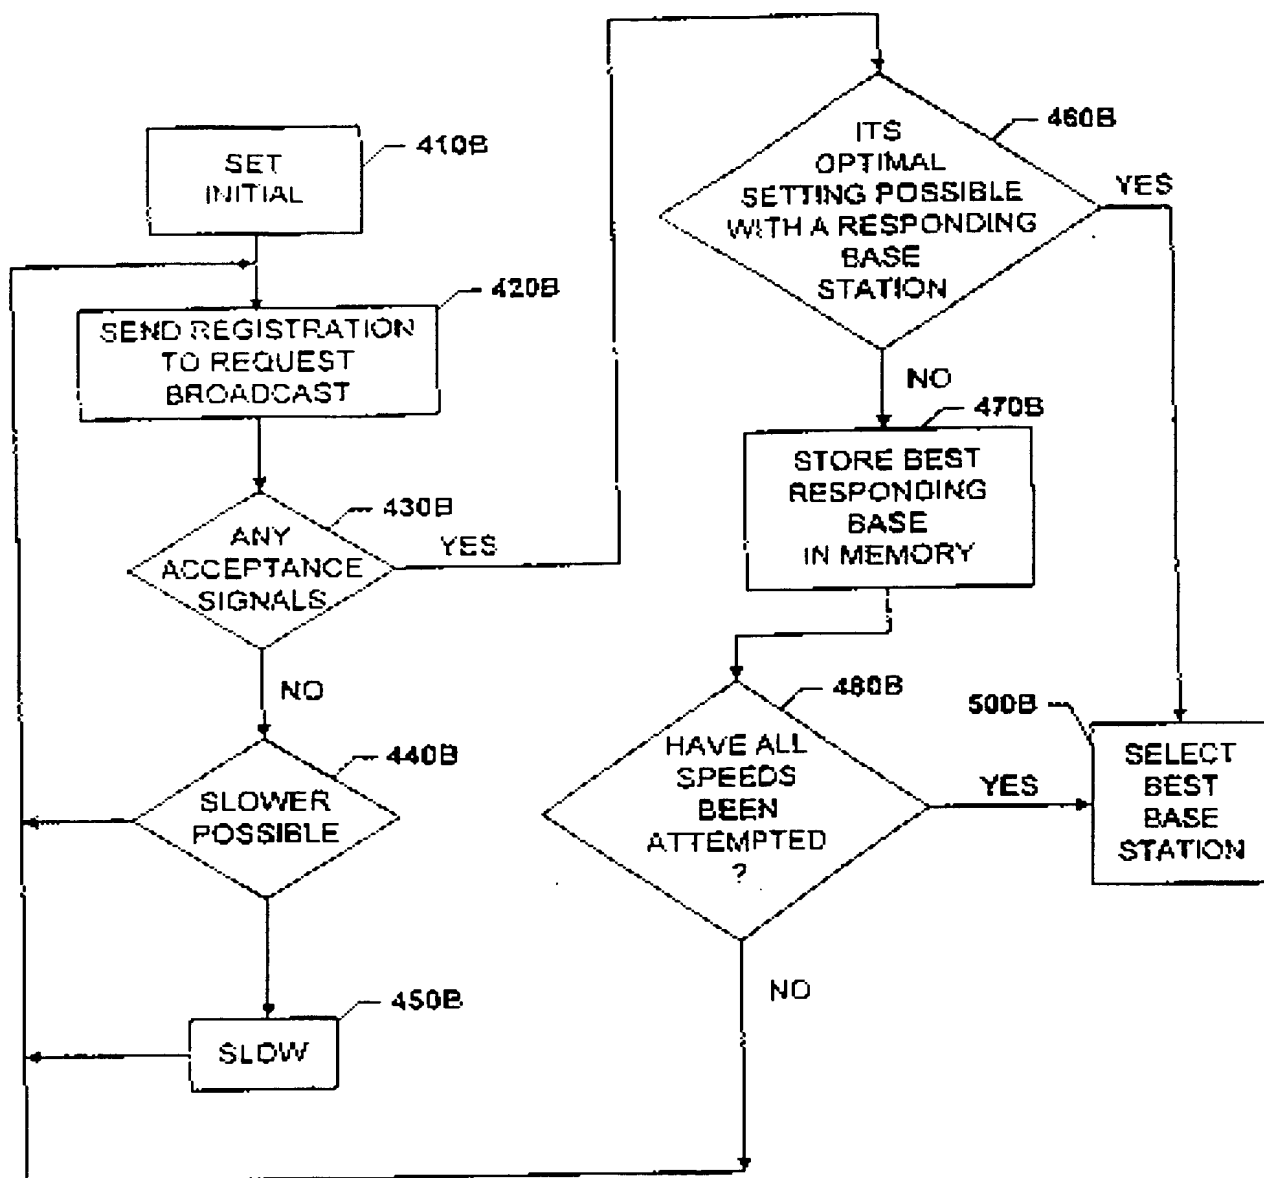 SET
INITIAL
410B
SEND REGISTRATION
TO REQUEST
BROADCAST
420B
ANY
ACCEPTANCE
SIGNALS
430B
YES
NO
SLOWER
POSSIBLE
440B
SLOW
450B
ITS
OPTIMAL
SETTING POSSIBLE
WITH A RESPONDING
BASE
STATION
460B
YES
NO
STORE BEST
RESPONDING
BASE
IN MEMORY
470B
HAVE ALL
SPEEDS
BEEN
ATTEMPTED
?
480B
YES
NO
SELECT
BEST
BASE
STATION
500B